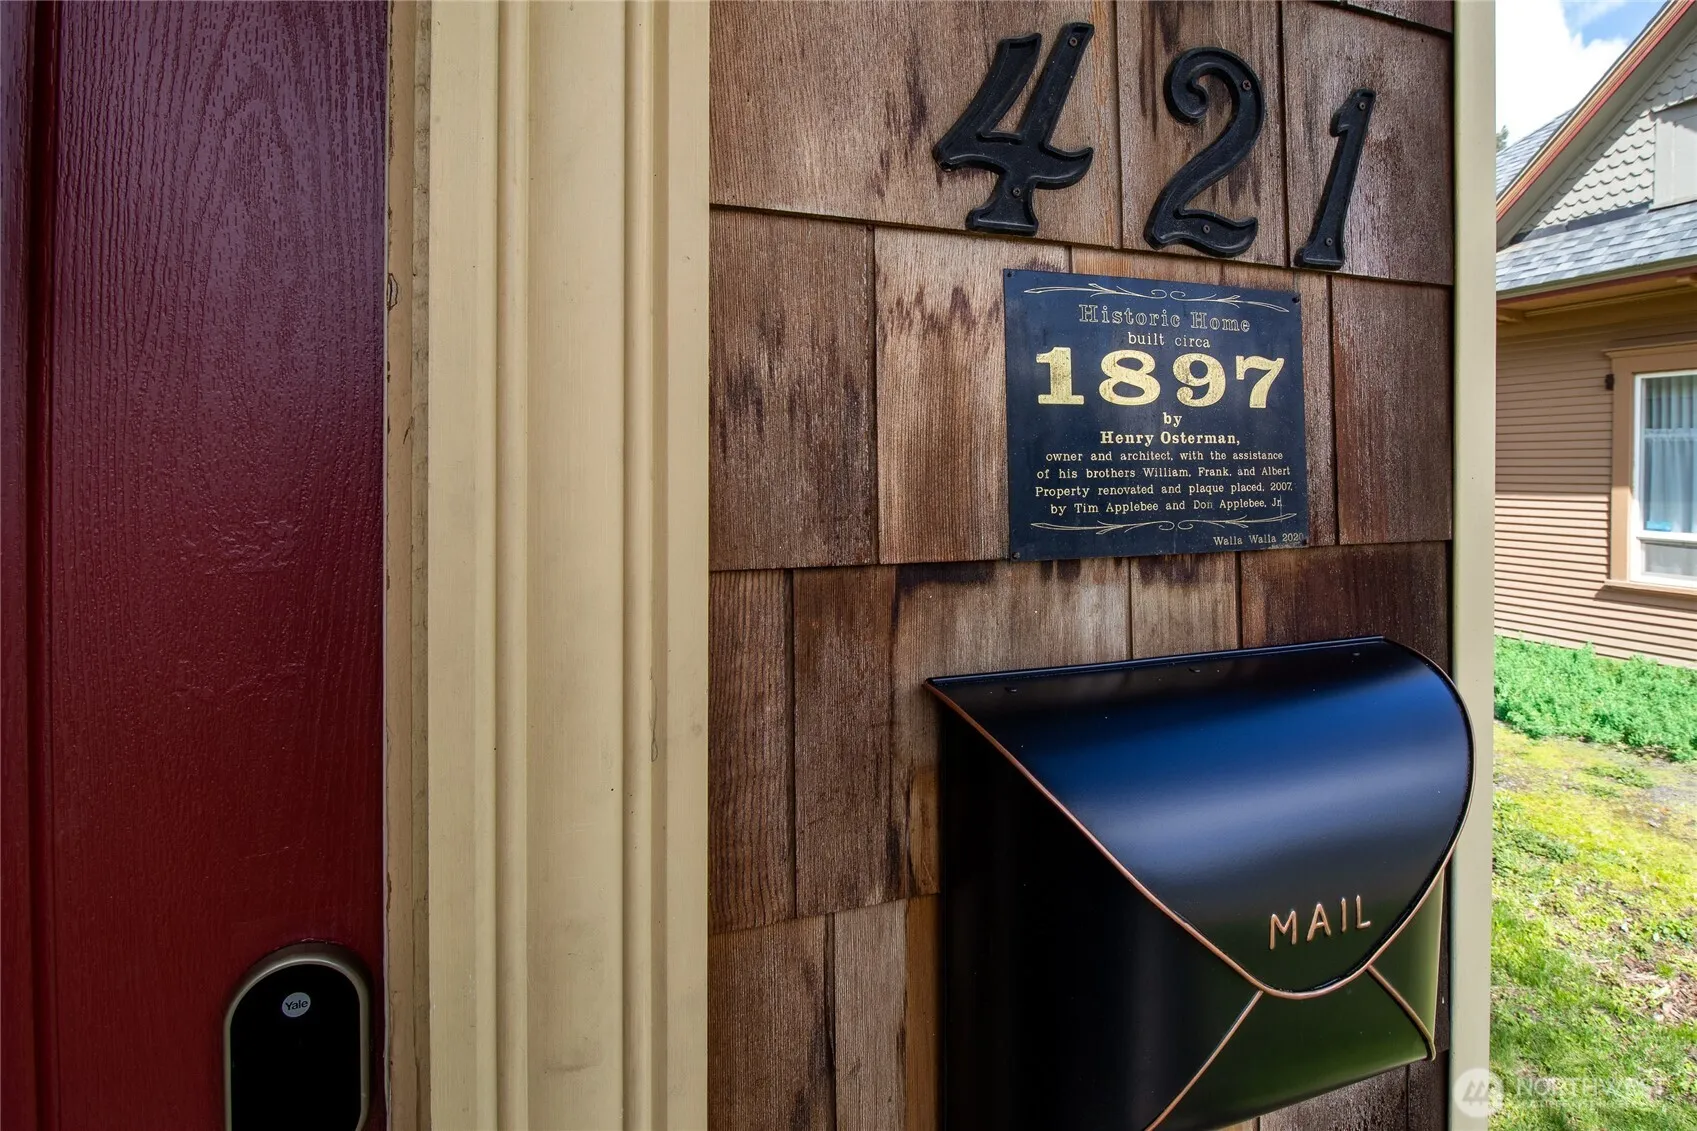 421
Historic Home
built circa
1897
by
Henry Osterman,
owner and architect, with the assistance
of his brothers William, Frank, and Albert
Property renovated and plaque placed, 2007,
by Tim Applebee and Don Applebee, Jr.
Walla Walla 2020
MAIL
Yale